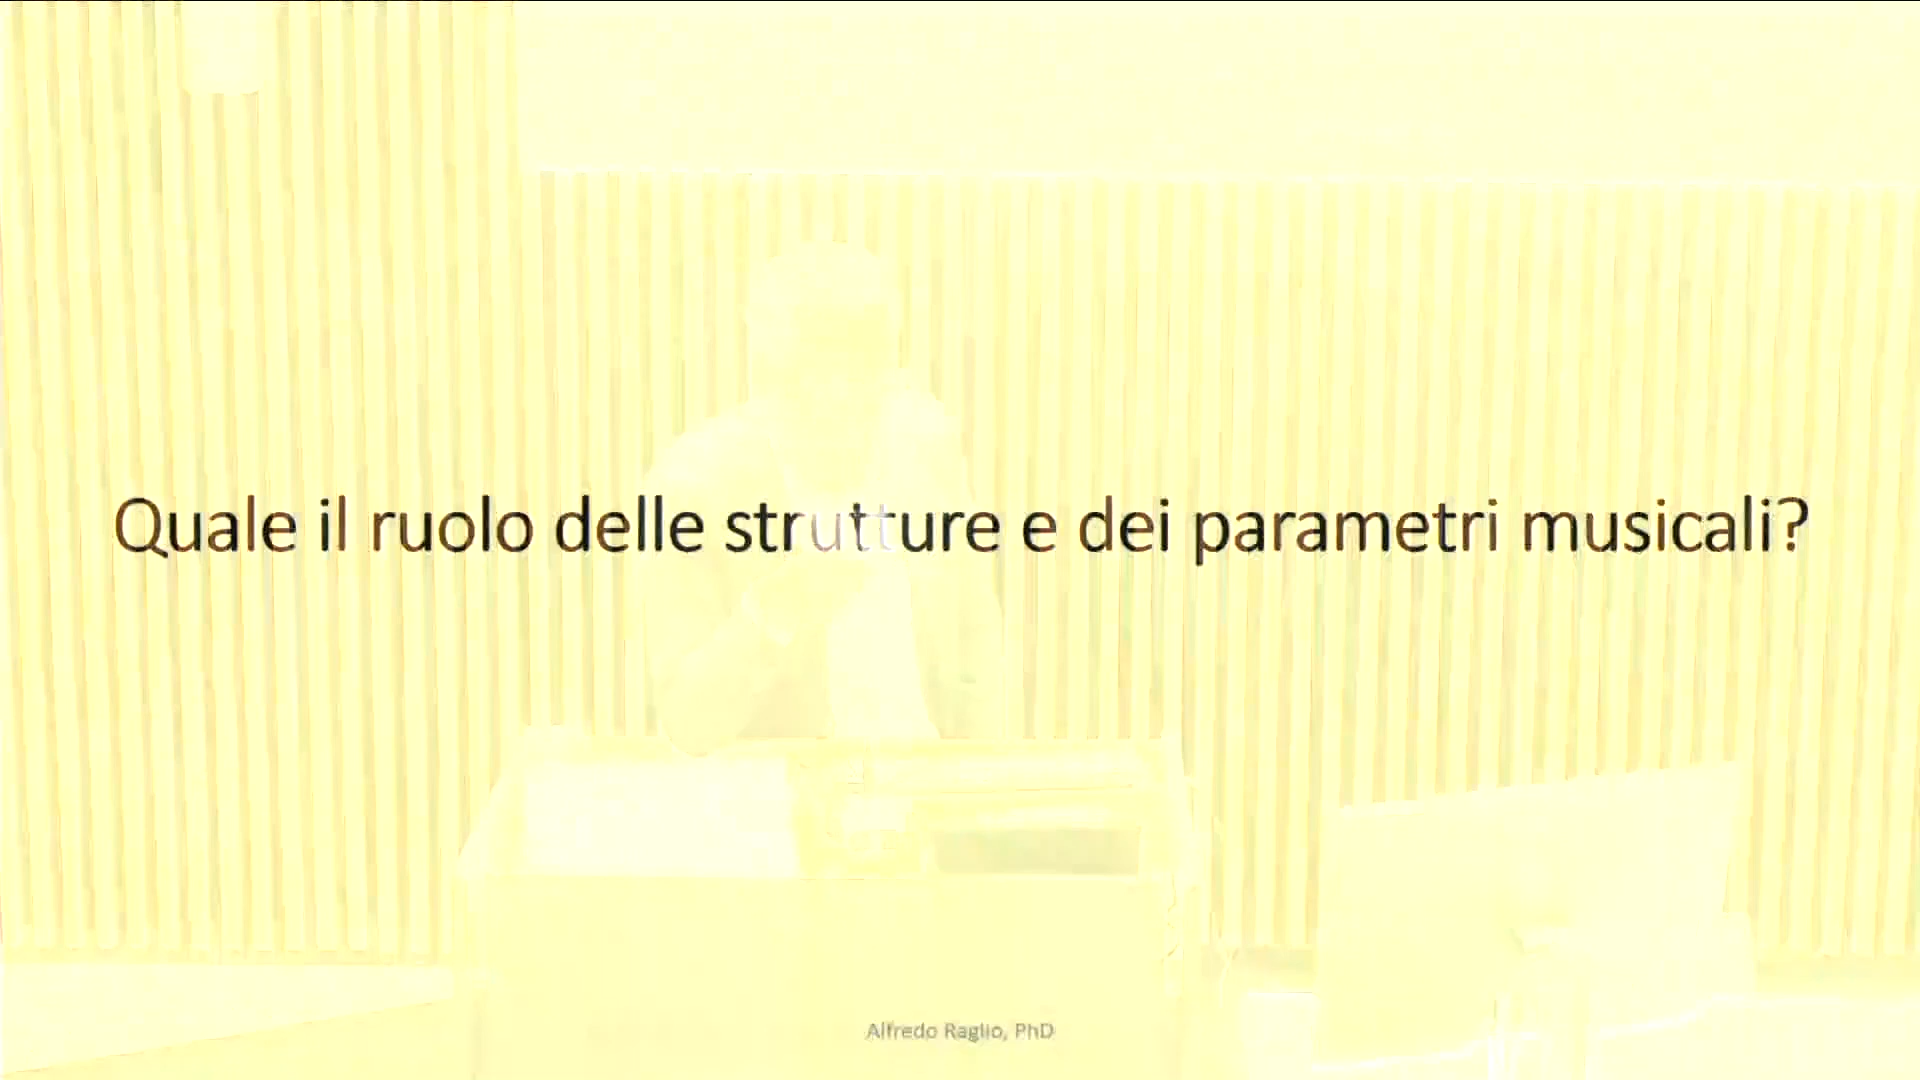 Quale il ruolo delle strutture e dei parametri musicali?
Alfredo Raglio, PhD